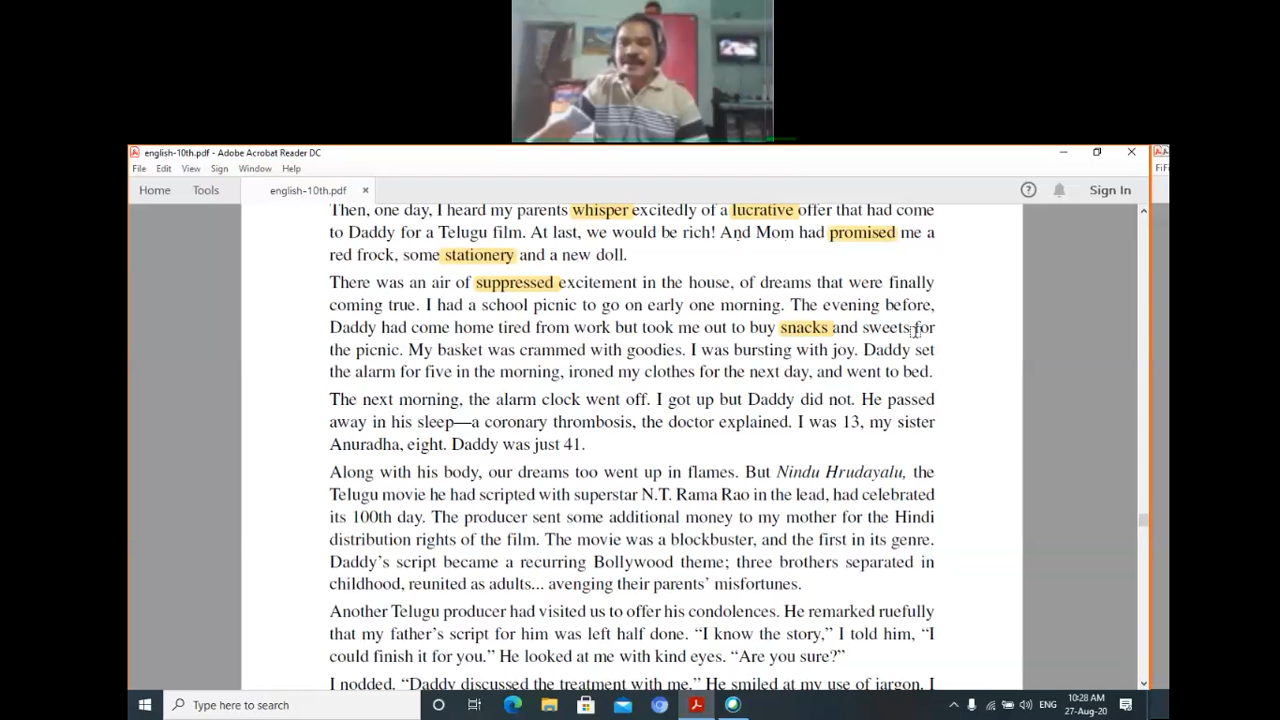 english-10th.pdf - Adobe Acrobat Reader DC
File Edit View Sign Window Help
Home Tools english-10th.pdf × Sign In
Then, one day, I heard my parents whisper excitedly of a lucrative offer that had come
to Daddy for a Telugu film. At last, we would be rich! And Mom had promised me a
red frock, some stationery and a new doll.
There was an air of suppressed excitement in the house, of dreams that were finally
coming true. I had a school picnic to go on early one morning. The evening before,
Daddy had come home tired from work but took me out to buy snacks and sweets for
the picnic. My basket was crammed with goodies. I was bursting with joy. Daddy set
the alarm for five in the morning, ironed my clothes for the next day, and went to bed.
The next morning, the alarm clock went off. I got up but Daddy did not. He passed
away in his sleep—a coronary thrombosis, the doctor explained. I was 13, my sister
Anuradha, eight. Daddy was just 41.
Along with his body, our dreams too went up in flames. But Nindu Hrudayalu, the
Telugu movie he had scripted with superstar N.T. Rama Rao in the lead, had celebrated
its 100th day. The producer sent some additional money to my mother for the Hindi
distribution rights of the film. The movie was a blockbuster, and the first in its genre.
Daddy's script became a recurring Bollywood theme; three brothers separated in
childhood, reunited as adults... avenging their parents' misfortunes.
Another Telugu producer had visited us to offer his condolences. He remarked ruefully
that my father's script for him was left half done. “I know the story,” I told him, “I
could finish it for you.” He looked at me with kind eyes. “Are you sure?”
I nodded. “Daddy discussed the treatment with me.” He smiled at my use of jargon. I
Type here to search
ENG
10:28 AM
27-Aug-20